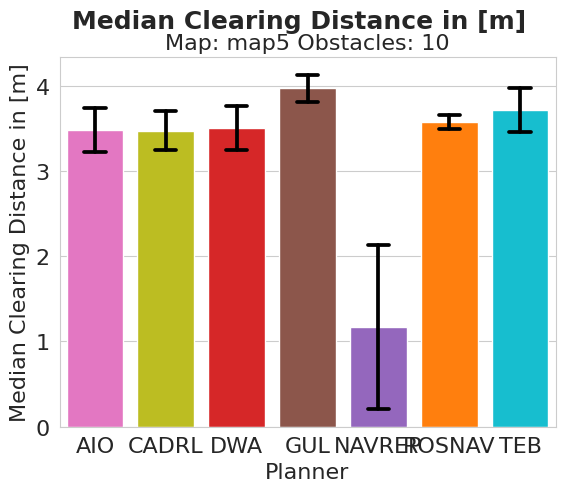 Median Clearing Distance in [m]
Map: map5 Obstacles: 10
Median Clearing Distance in [m]
4
3
2
1
0
AIO CADRL DWA GUL NAVREP ROSNAV TEB
Planner